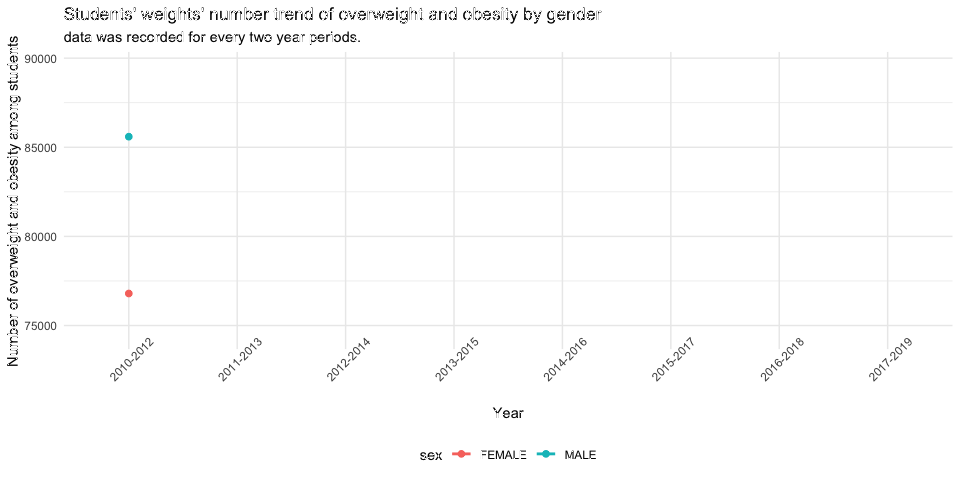 Students' weights' number trend of overweight and obesity by gender
data was recorded for every two year periods.
Number of overweight and obesity among students
90000
85000
80000
75000
2010-2012
2011-2013
2012-2014
2013-2015
2014-2016
2015-2017
2016-2018
2017-2019
Year
sex FEMALE MALE